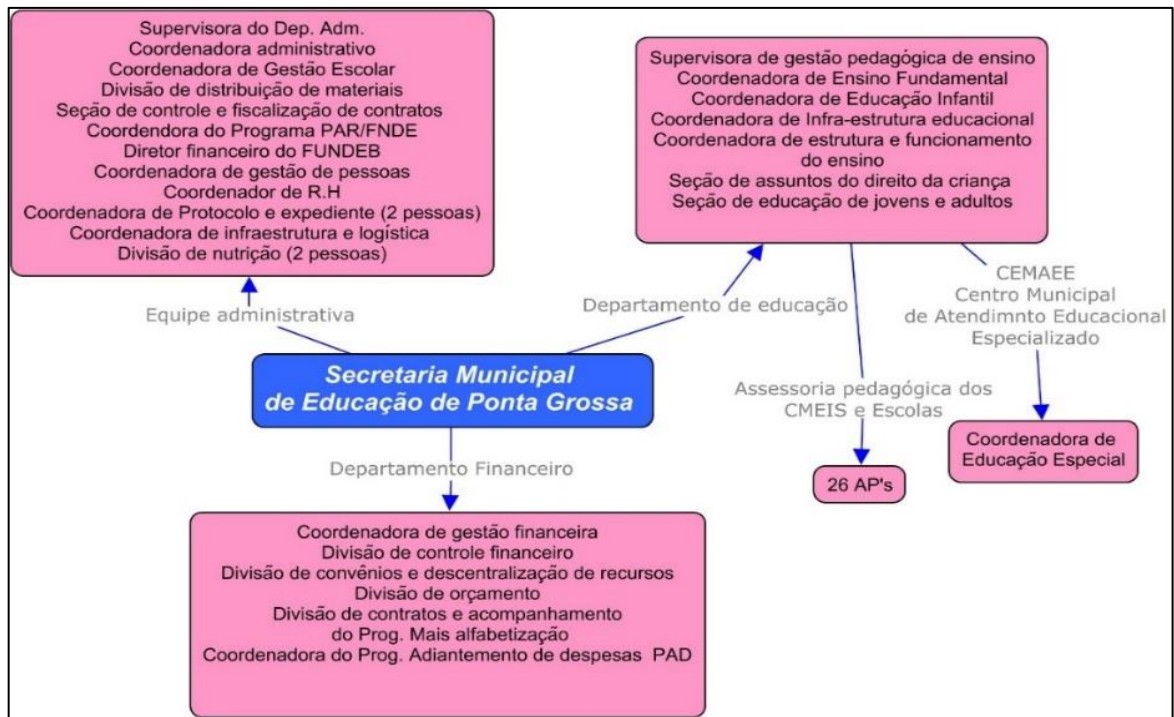 Supervisora do Dep. Adm.
Coordenadora administrativo
Coordenadora de Gestão Escolar
Divisão de distribuição de materiais
Seção de controle e fiscalização de contratos
Coordendora do Programa PAR/FNDE
Diretor financeiro do FUNDEB
Coordenadora de gestão de pessoas
Coordenador de R.H
Coordenadora de Protocolo e expediente (2 pessoas)
Coordenadora de infraestrutura e logística
Divisão de nutrição (2 pessoas)
Supervisora de gestão pedagógica de ensino
Coordenadora de Ensino Fundamental
Coordenadora de Educação Infantil
Coordenadora de Infra-estrutura educacional
Coordenadora de estrutura e funcionamento
do ensino
Seção de assuntos do direito da criança
Seção de educação de jovens e adultos
Equipe administrativa
Departamento de educação
CEMAEE
Centro Municipal
de Atendimnto Educacional
Especializado
Secretaria Municipal
de Educação de Ponta Grossa
Assessoria pedagógica dos
CMEIS e Escolas
Coordenadora de
Educação Especial
26 AP's
Departamento Financeiro
Coordenadora de gestão financeira
Divisão de controle financeiro
Divisão de convênios e descentralização de recursos
Divisão de orçamento
Divisão de contratos e acompanhamento
do Prog. Mais alfabetização
Coordenadora do Prog. Adiantamento de despesas PAD